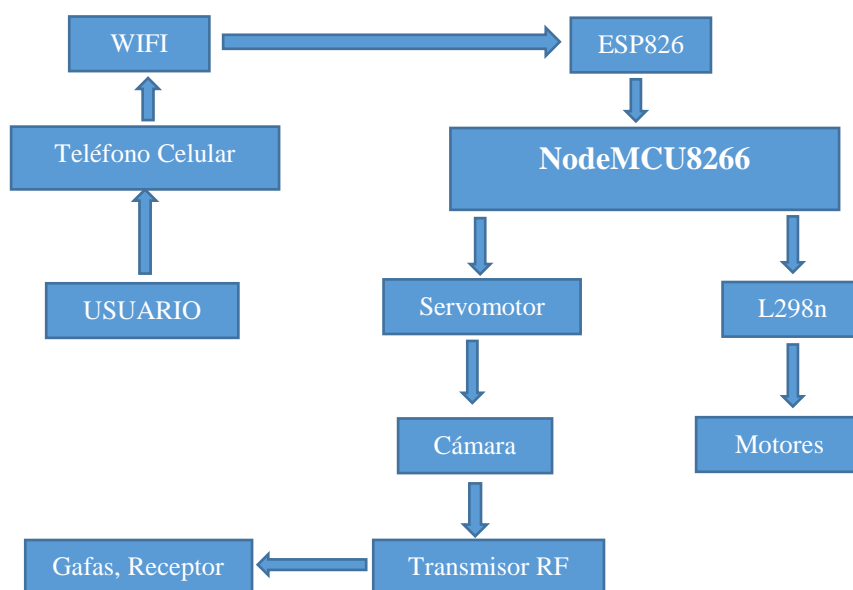 WIFI
ESP826
Teléfono Celular
NodeMCU8266
USUARIO
Servomotor
L298n
Cámara
Motores
Gafas, Receptor
Transmisor RF